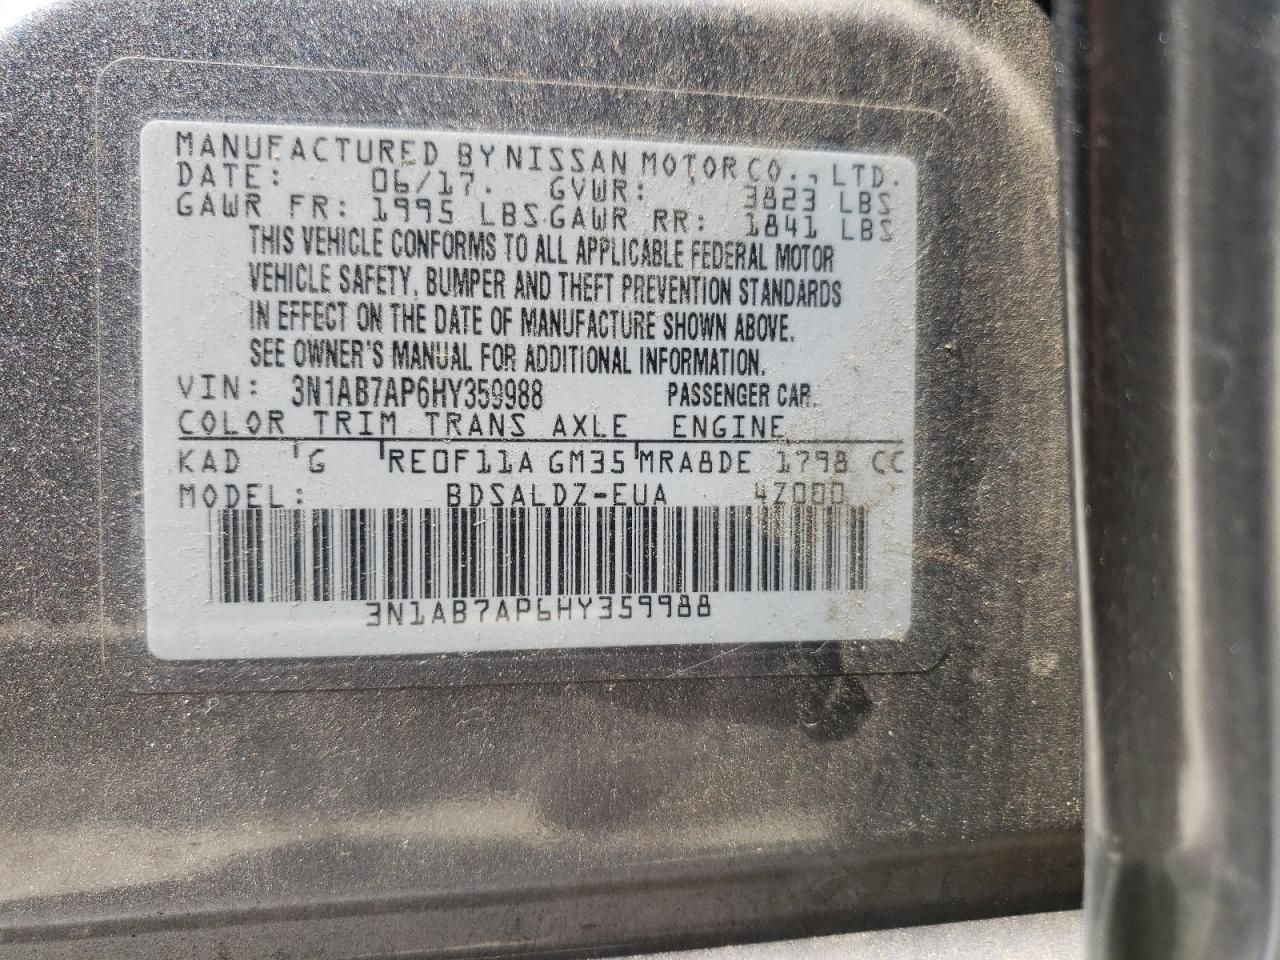 MANUFACTURED BY NISSAN MOTOR CO., LTD.
DATE: 06/17. GVWR: 3823 LBS
GAWR FR: 1995 LBS.GAWR RR: 1841 LBS
THIS VEHICLE CONFORMS TO ALL APPLICABLE FEDERAL MOTOR
VEHICLE SAFETY, BUMPER AND THEFT PREVENTION STANDARDS
IN EFFECT ON THE DATE OF MANUFACTURE SHOWN ABOVE.
SEE OWNER'S MANUAL FOR ADDITIONAL INFORMATION.
VIN: 3N1AB7AP6HY359988 PASSENGER CAR.
COLOR TRIM TRANS AXLE ENGINE
KAD G RE0F11A GM35 MRA8DE 1798 CC
MODEL: BDSALDZ-EUA 4Z000
3N1AB7AP6HY359988